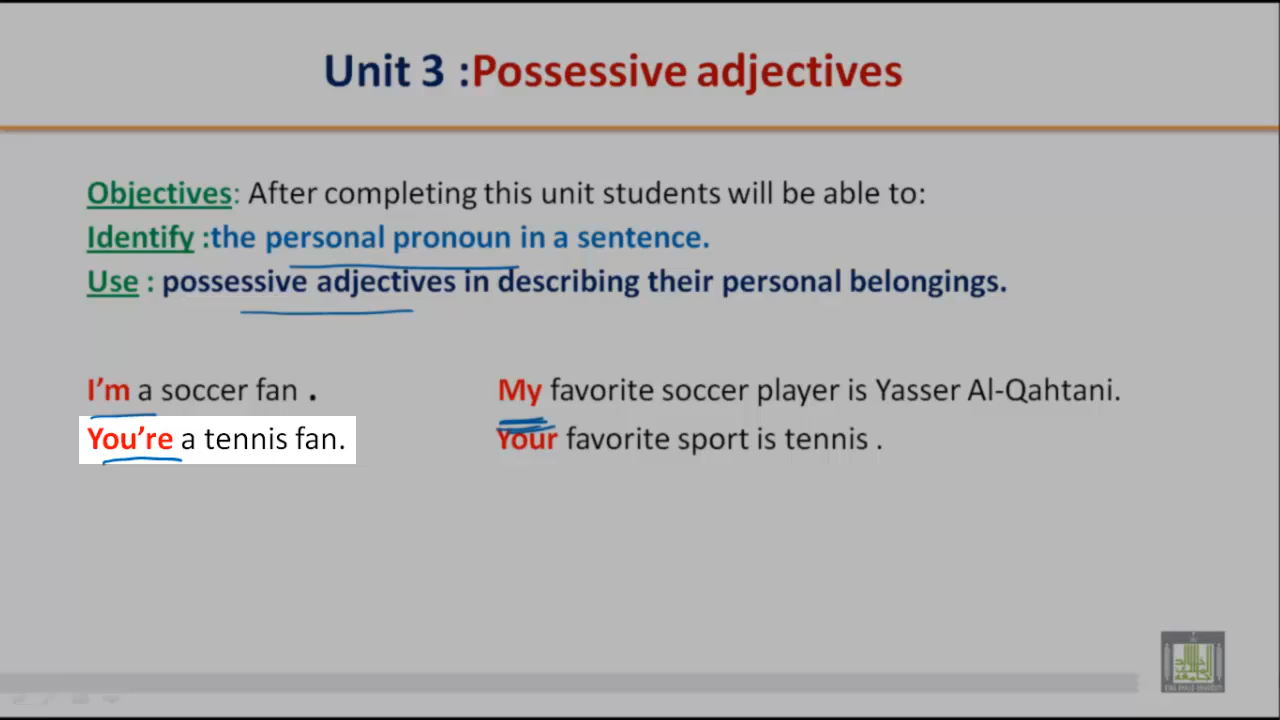 Unit 3 :Possessive adjectives
Objectives: After completing this unit students will be able to:
Identify :the personal pronoun in a sentence.
Use : possessive adjectives in describing their personal belongings.
I'm a soccer fan .
My favorite soccer player is Yasser Al-Qahtani.
You're a tennis fan.
Your favorite sport is tennis .